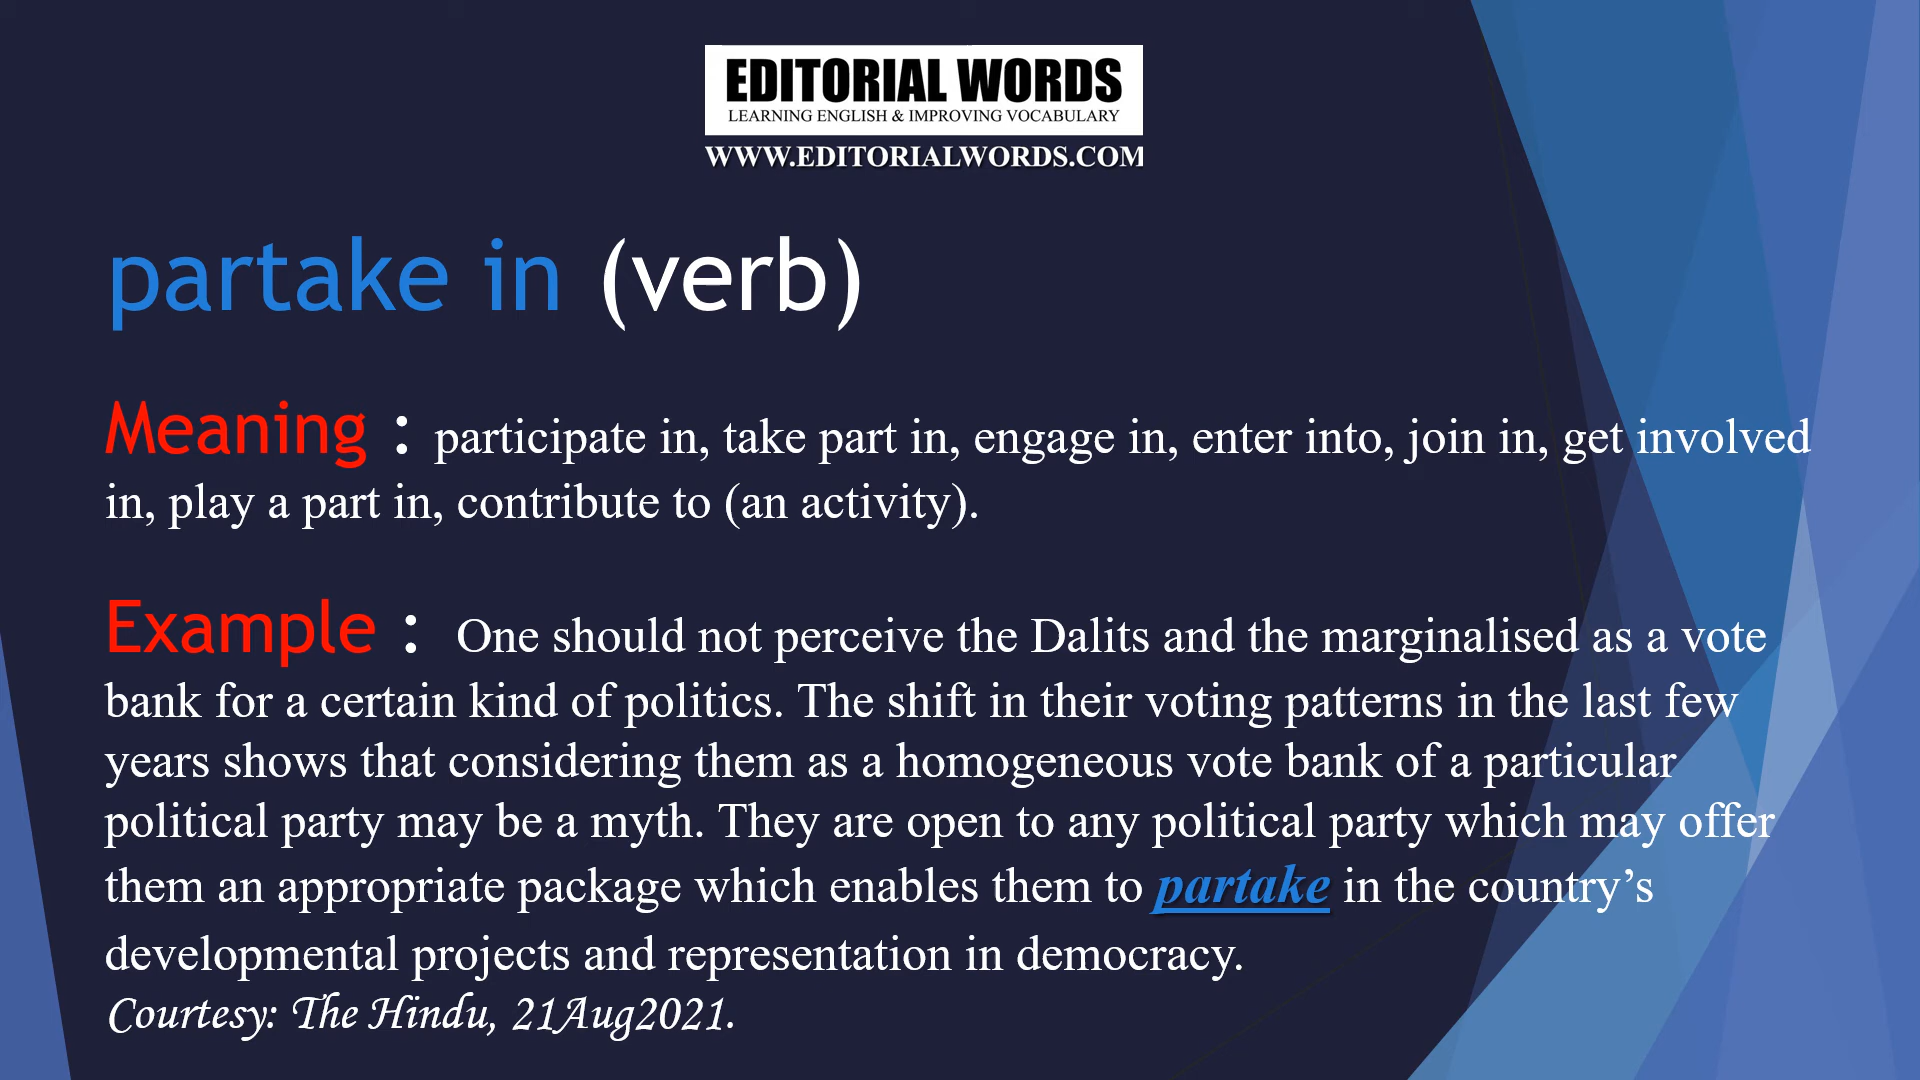 EDITORIAL WORDS
LEARNING ENGLISH & IMPROVING VOCABULARY
WWW.EDITORIALWORDS.COM
partake in (verb)
Meaning : participate in, take part in, engage in, enter into, join in, get involved
in, play a part in, contribute to (an activity).
Example : One should not perceive the Dalits and the marginalised as a vote
bank for a certain kind of politics. The shift in their voting patterns in the last few
years shows that considering them as a homogeneous vote bank of a particular
political party may be a myth. They are open to any political party which may offer
them an appropriate package which enables them to partake in the country’s
developmental projects and representation in democracy.
Courtesy: The Hindu, 21Aug2021.